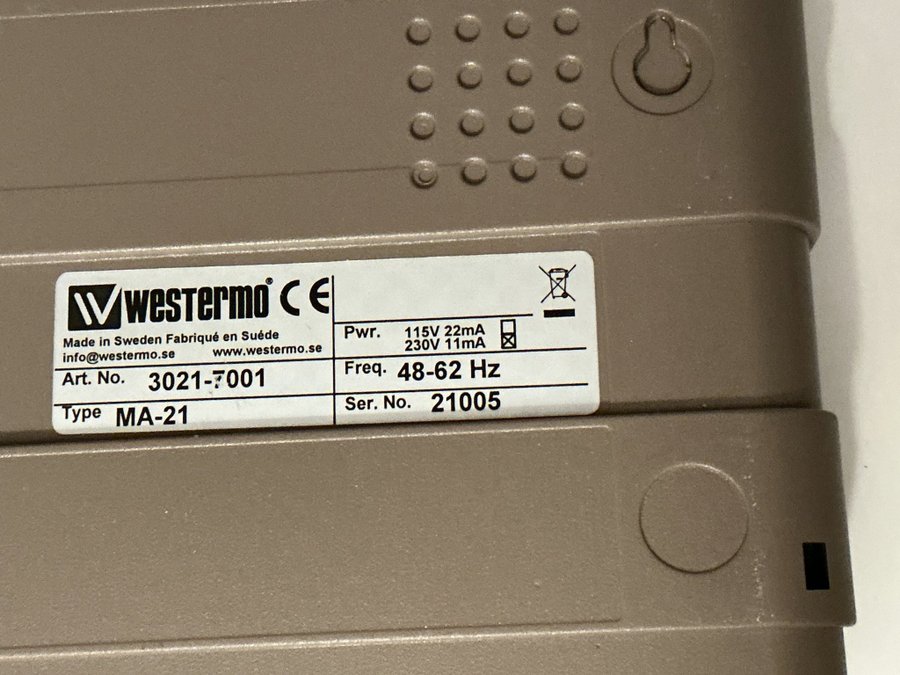 westermo® CE
Made in Sweden Fabriqué en Suéde
info@westermo.se www.westermo.se
Art. No. 3021-7001
Type MA-21
Pwr. 115V 22mA
230V 11mA
Freq. 48-62 Hz
Ser. No. 21005